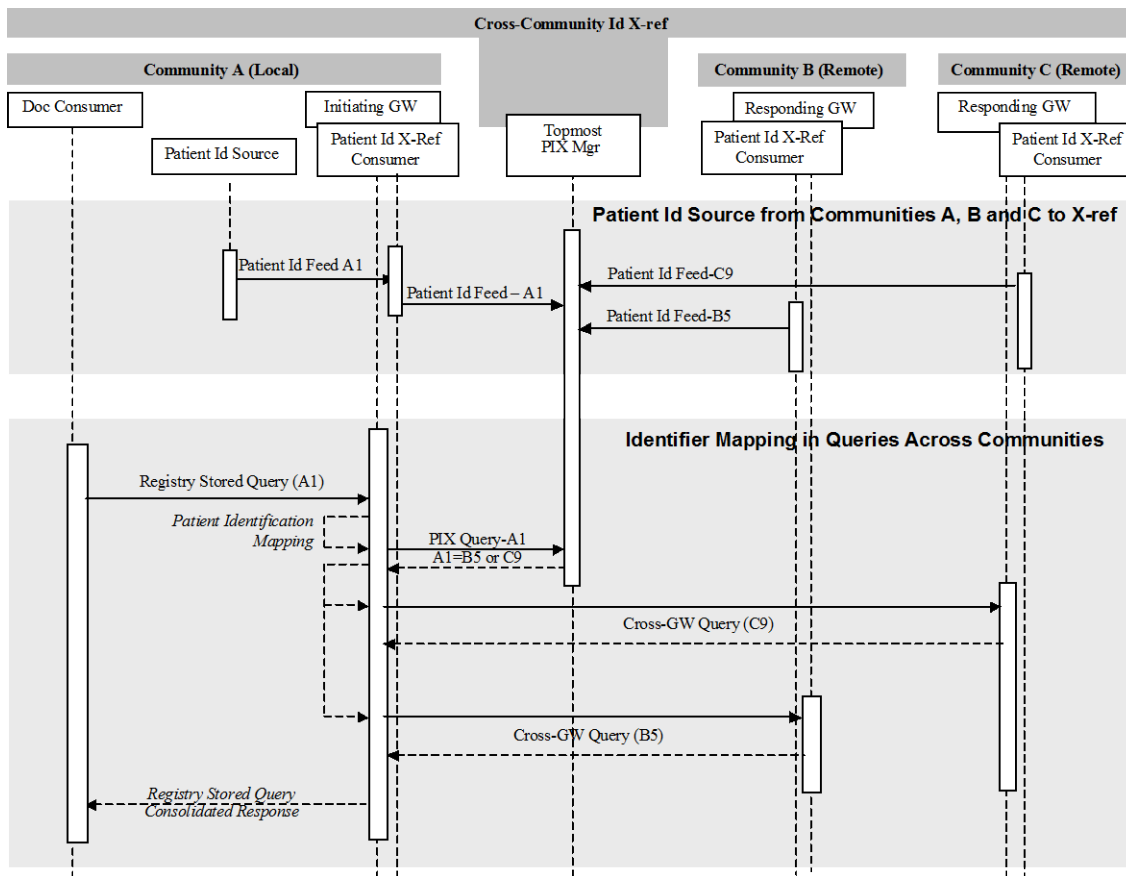 Cross-Community Id X-ref
Community A (Local)
Community B (Remote)
Community C (Remote)
Doc Consumer
Initiating GW
Responding GW
Responding GW
Patient Id Source
Patient Id X-Ref
Consumer
Topmost
PIX Mgr
Patient Id X-Ref
Consumer
Patient Id X-Ref
Consumer
Patient Id Source from Communities A, B and C to X-ref
Patient Id Feed A1
Patient Id Feed – A1
Patient Id Feed-C9
Patient Id Feed-B5
Identifier Mapping in Queries Across Communities
Registry Stored Query (A1)
Patient Identification
Mapping
PIX Query-A1
A1=B5 or C9
Cross-GW Query (C9)
Cross-GW Query (B5)
Registry Stored Query
Consolidated Response